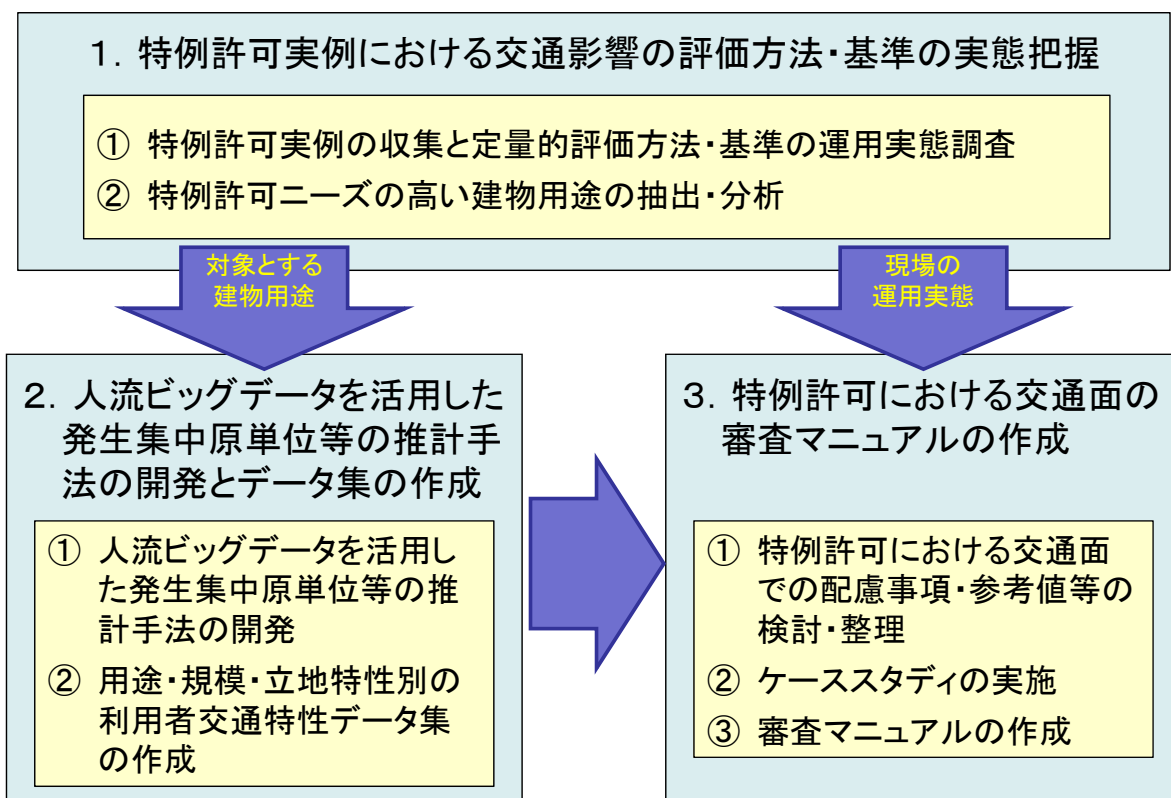 １．特例許可実例における交通影響の評価方法・基準の実態把握
① 特例許可実例の収集と定量的評価方法・基準の運用実態調査
② 特例許可ニーズの高い建物用途の抽出・分析
対象とする
建物用途
現場の
運用実態
２．人流ビッグデータを活用した
発生集中原単位等の推計手
法の開発とデータ集の作成
① 人流ビッグデータを活用し
た発生集中原単位等の推
計手法の開発
② 用途・規模・立地特性別の
利用者交通特性データ集
の作成
３．特例許可における交通面の
審査マニュアルの作成
① 特例許可における交通面
での配慮事項・参考値等の
検討・整理
② ケーススタディの実施
③ 審査マニュアルの作成